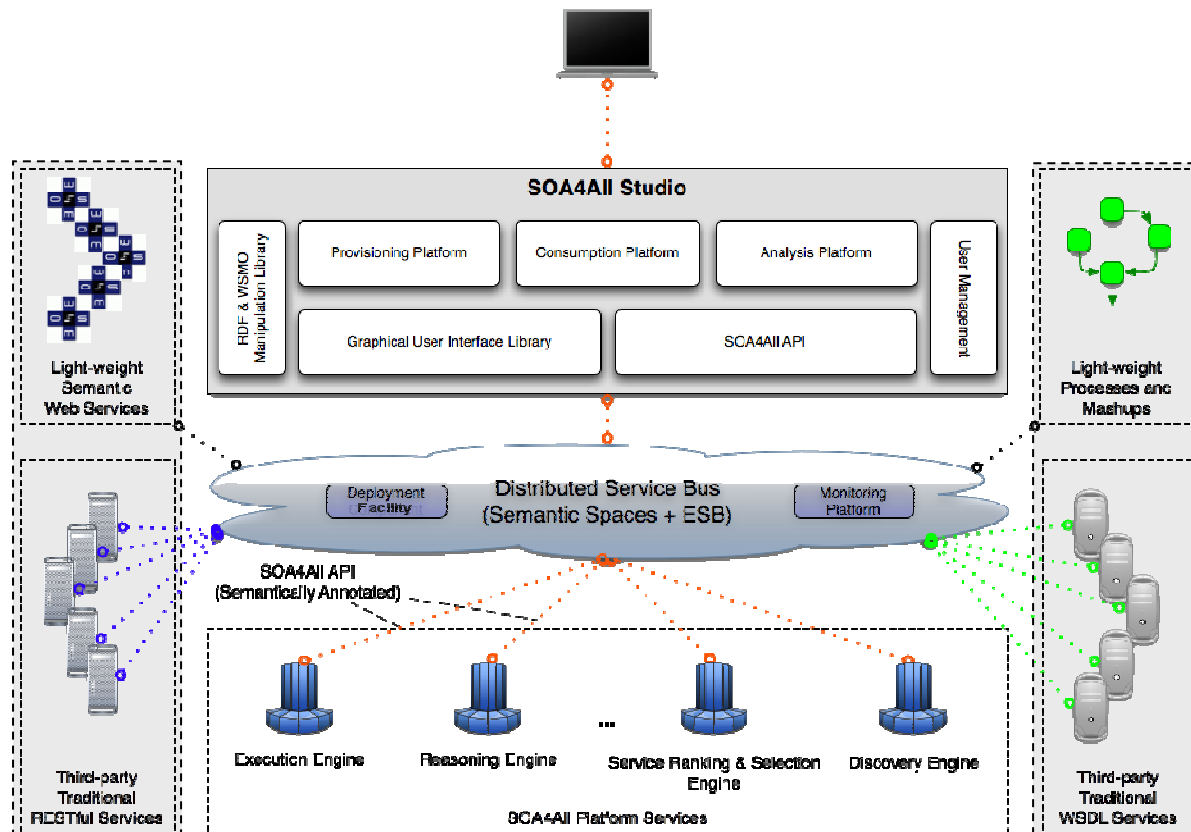 SOA4All Studio
RDF & WSMO
Manipulation Library
Provisioning Platform
Consumption Platform
Analysis Platform
User Management
Graphical User Interface Library
SOA4All API
Light-weight
Semantic
Web Services
Light-weight
Processes and
Mashups
Deployment
Facility
Distributed Service Bus
(Semantic Spaces + ESB)
Monitoring
Platform
SOA4All API
(Semantically Annotated)
Execution Engine
Reasoning Engine
...
Service Ranking & Selection
Engine
Discovery Engine
Third-party
Traditional
RESTful Services
SOA4All Platform Services
Third-party
Traditional
WSDL Services